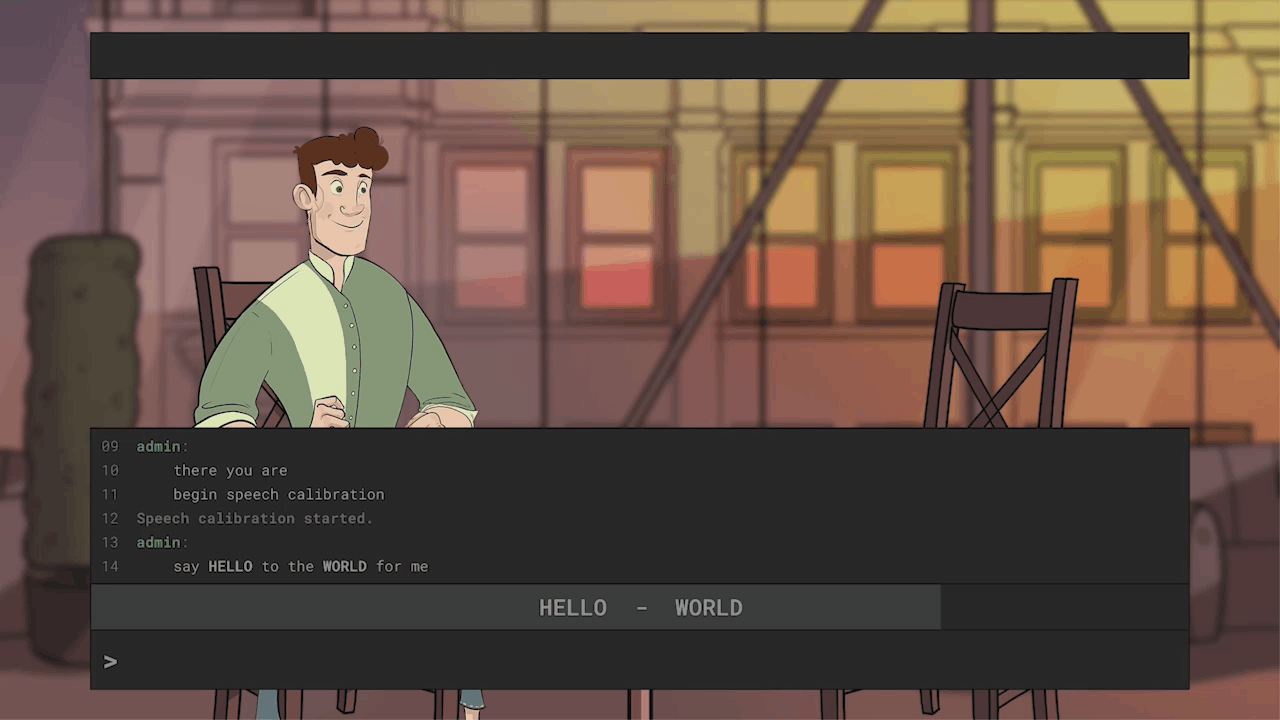 09 admin:
10 there you are
11 begin speech calibration
12 Speech calibration started.
13 admin:
14 say HELLO to the WORLD for me
HELLO - WORLD
>